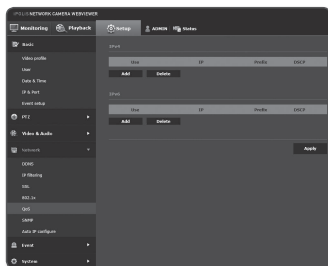 iPOLiS NETWORK CAMERA WEBVIEWER
Monitoring Playback Setup ADMIN Status
Basic
Video profile
User
Date & Time
IP & Port
Event setup
PTZ
Video & Audio
Network
DDNS
IP filtering
SSL
802.1x
QoS
SNMP
Auto IP configure
Event
System
IPv4
Use IP Prefix DSCP
Add Delete
IPv6
Use IP Prefix DSCP
Add Delete
Apply